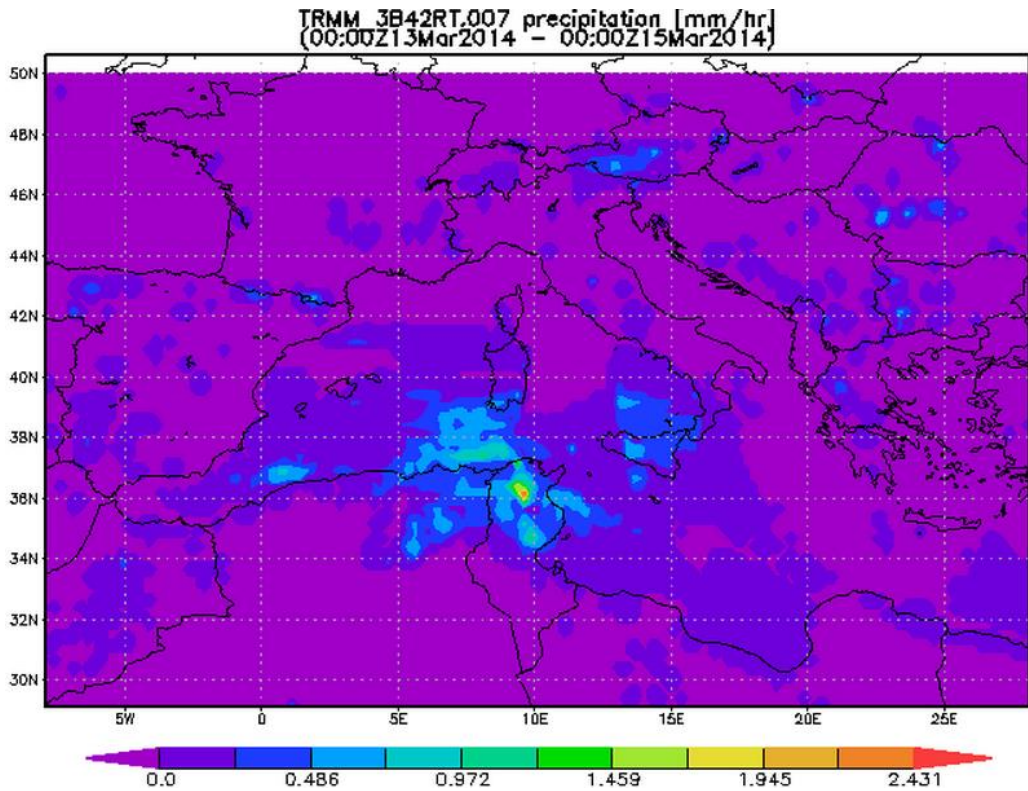 TRMM_3B42RT.007 precipitation [mm/hr]
(00:00Z13Mar2014 - 00:00Z15Mar2014)
50N
48N
46N
44N
42N
40N
38N
36N
34N
32N
30N
5W 0 5E 10E 15E 20E 25E
0.0 0.486 0.972 1.459 1.945 2.431